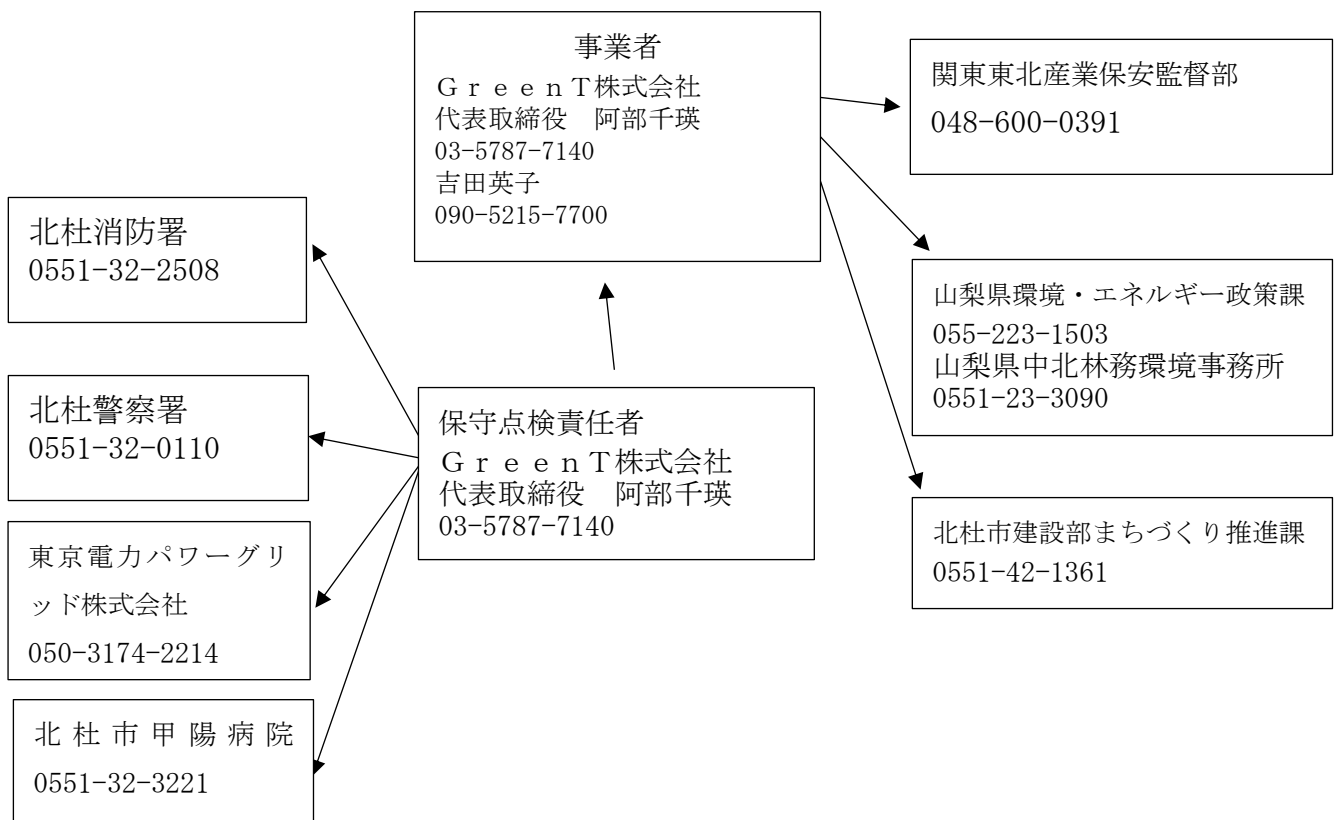 事業者
ＧｒｅｅｎＴ株式会社
代表取締役　阿部千瑛
03-5787-7140
吉田英子
090-5215-7700
関東東北産業保安監督部
048-600-0391
山梨県環境・エネルギー政策課
055-223-1503
山梨県中北林務環境事務所
0551-23-3090
北杜市建設部まちづくり推進課
0551-42-1361
保守点検責任者
ＧｒｅｅｎＴ株式会社
代表取締役　阿部千瑛
03-5787-7140
北杜消防署
0551-32-2508
北杜警察署
0551-32-0110
東京電力パワーグリ
ッド株式会社
050-3174-2214
北杜市甲陽病院
0551-32-3221